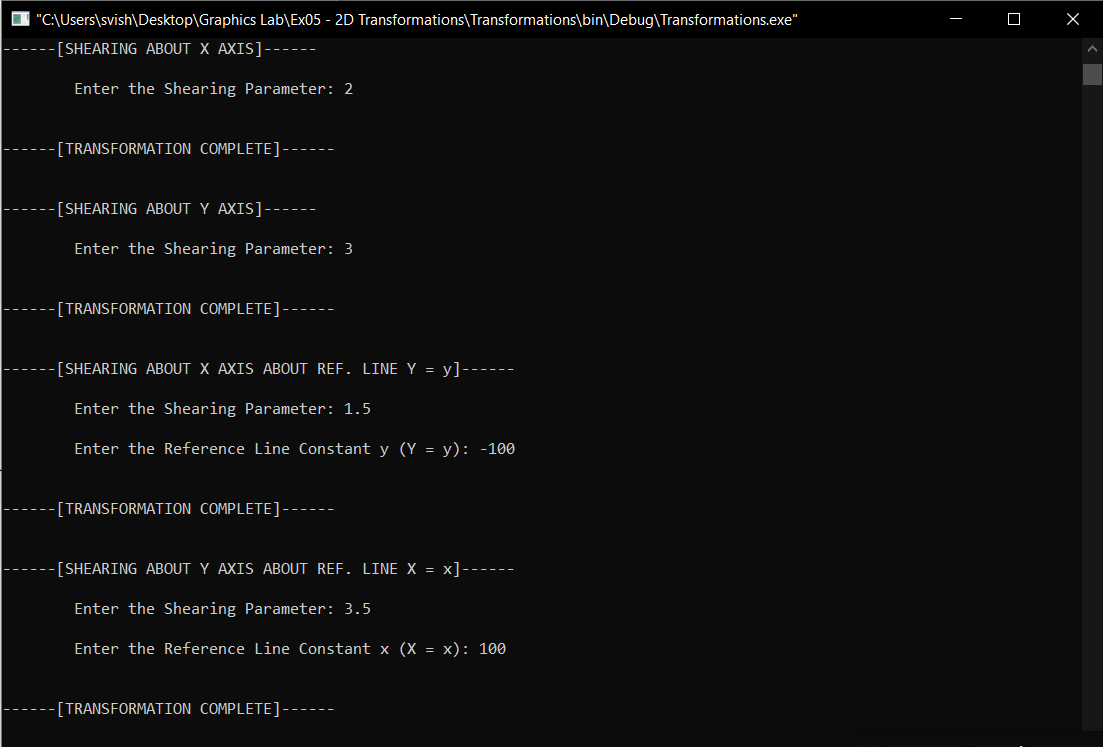 "C:\Users\svish\Desktop\Graphics Lab\Ex05 - 2D Transformations\Transformations\bin\Debug\Transformations.exe"
------[SHEARING ABOUT X AXIS]------
Enter the Shearing Parameter: 2
------[TRANSFORMATION COMPLETE]------
------[SHEARING ABOUT Y AXIS]------
Enter the Shearing Parameter: 3
------[TRANSFORMATION COMPLETE]------
------[SHEARING ABOUT X AXIS ABOUT REF. LINE Y = y]------
Enter the Shearing Parameter: 1.5
Enter the Reference Line Constant y (Y = y): -100
------[TRANSFORMATION COMPLETE]------
------[SHEARING ABOUT Y AXIS ABOUT REF. LINE X = x]------
Enter the Shearing Parameter: 3.5
Enter the Reference Line Constant x (X = x): 100
------[TRANSFORMATION COMPLETE]------